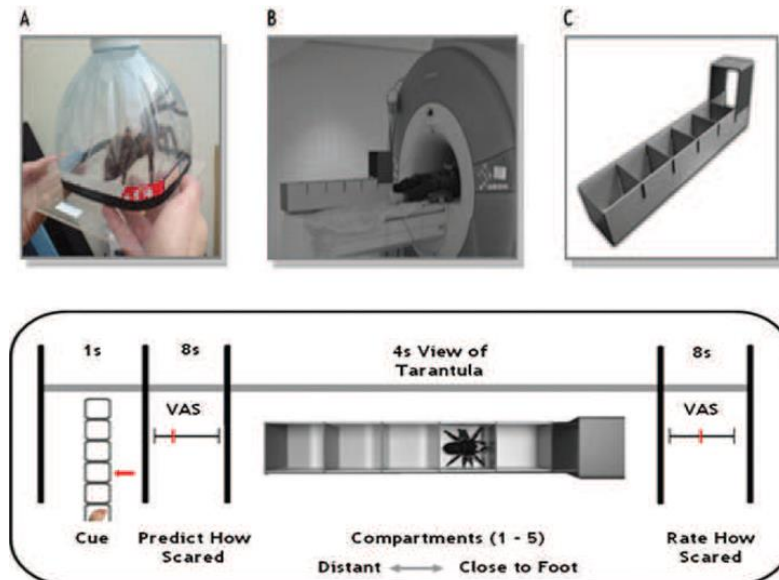 A
B
C
1s
8s
4s View of
Tarantula
8s
VAS
VAS
Cue
Predict How
Scared
Compartments (1 - 5)
Rate How
Scared
Distant
Close to Foot